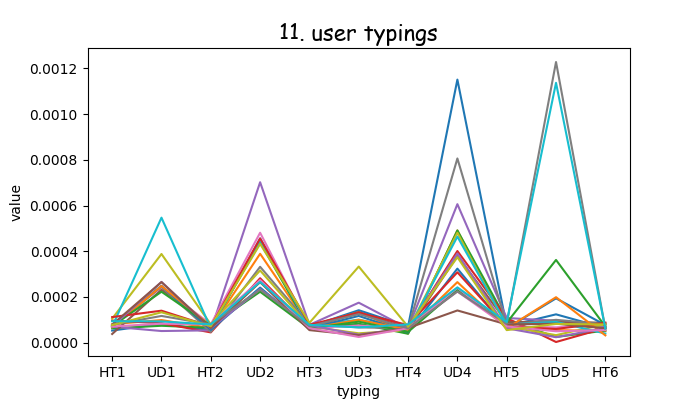 11. user typings
0.0012
0.0010
0.0008
0.0006
0.0004
0.0002
0.0000
value
HT1 UD1 HT2 UD2 HT3 UD3 HT4 UD4 HT5 UD5 HT6
typing